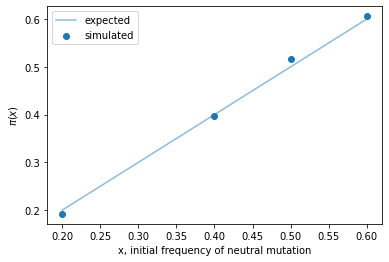 expected
simulated
0.6
0.5
0.4
0.3
0.2
π(x)
0.20 0.25 0.30 0.35 0.40 0.45 0.50 0.55 0.60
x, initial frequency of neutral mutation